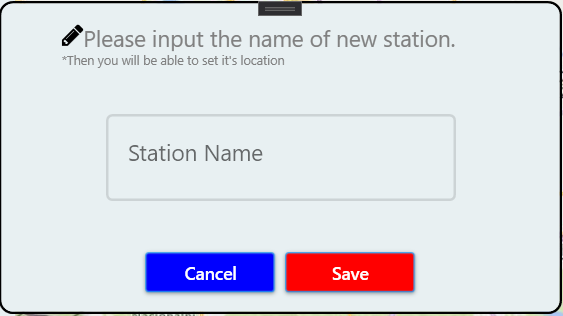 Please input the name of new station.
*Then you will be able to set it's location
Station Name
Cancel
Save